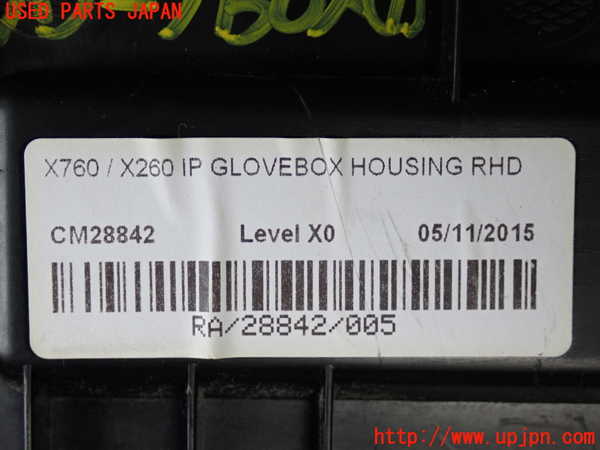 USED PARTS JAPAN
X760 / X260 IP GLOVEBOX HOUSING RHD
CM28842 Level X0 05/11/2015
RA/28842/005
http://www.upjpn.com